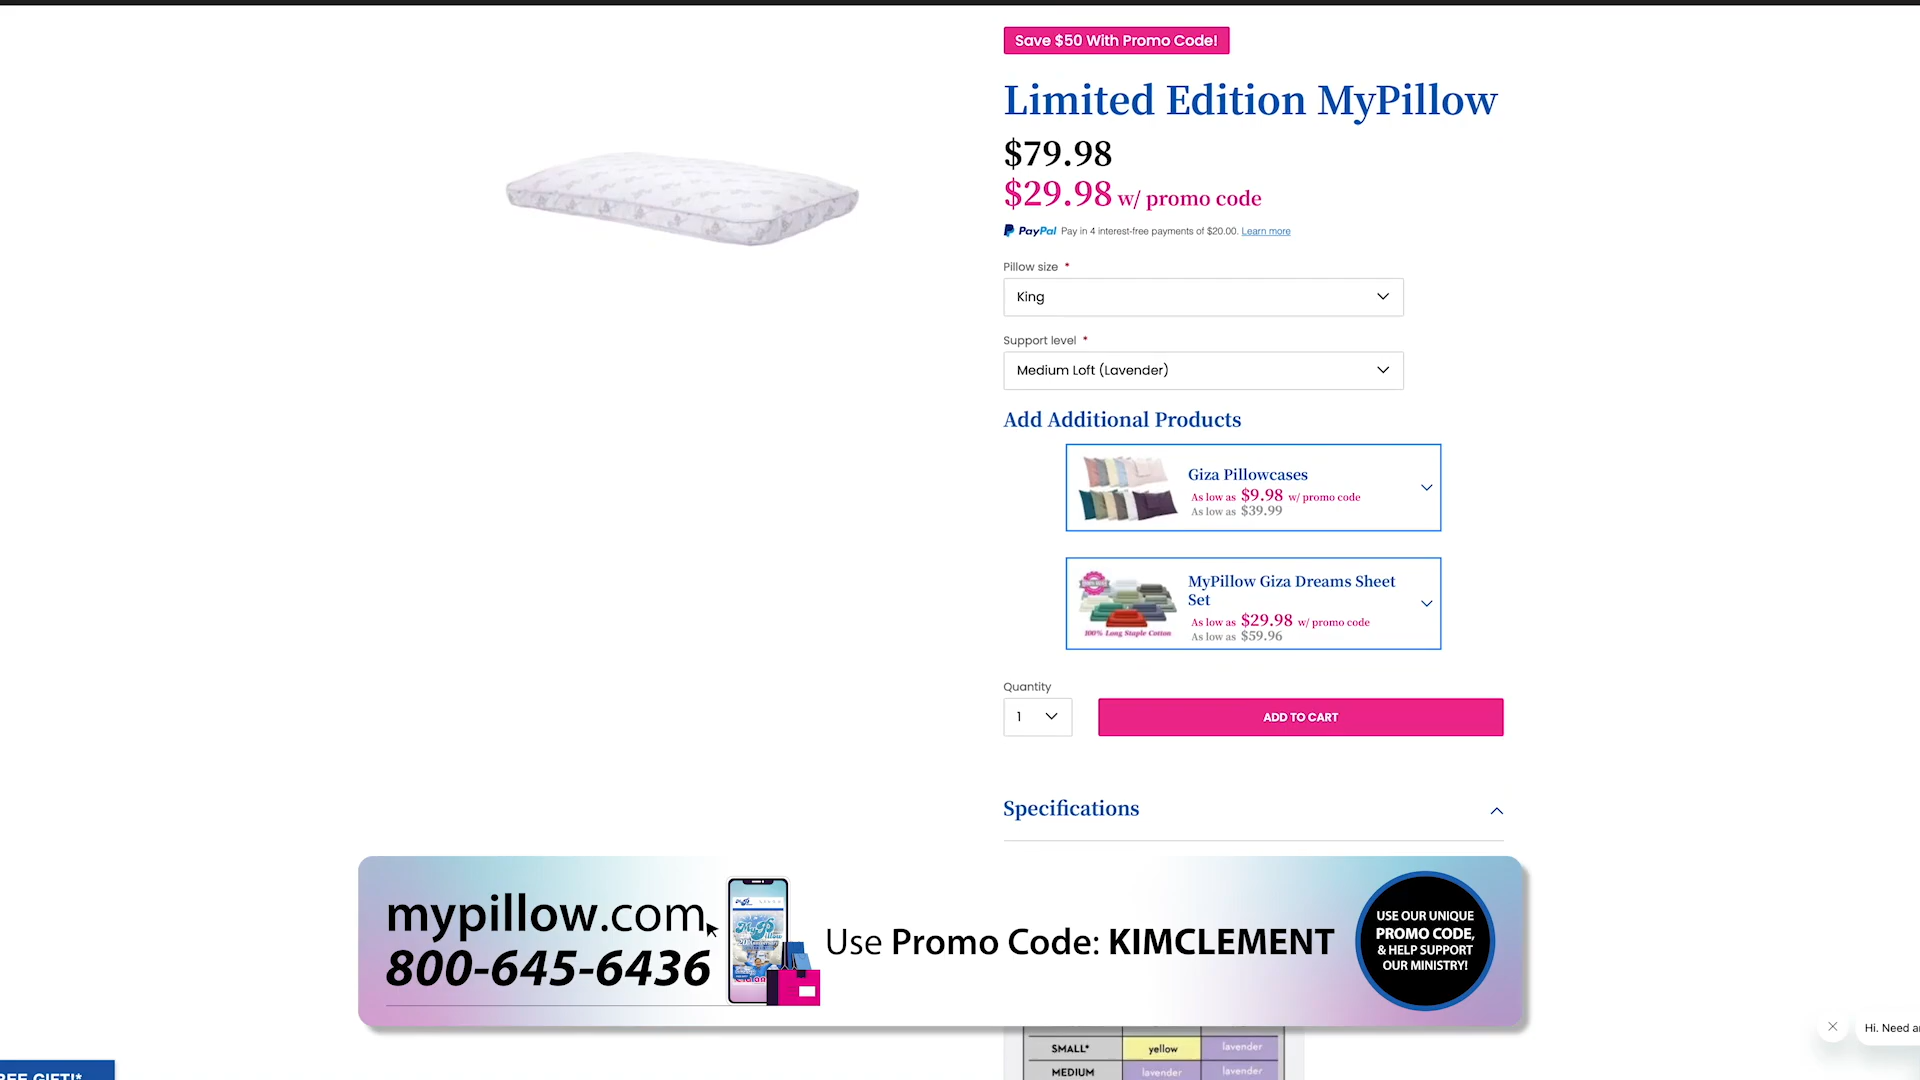 Save $50 With Promo Code!
Limited Edition MyPillow
$79.98
$29.98 w/ promo code
PayPal Pay in 4 interest-free payments of $20.00. Learn more
Pillow size *
King
Support level *
Medium Loft (Lavender)
Add Additional Products
Giza Pillowcases
As low as $9.98 w/ promo code
As low as $39.99
MyPillow Giza Dreams Sheet
Set
As low as $29.98 w/ promo code
As low as $59.96
100% Long Staple Cotton
Quantity
1
ADD TO CART
Specifications
mypillow.com
800-645-6436
Use Promo Code: KIMCLEMENT
USE OUR UNIQUE
PROMO CODE,
& HELP SUPPORT
OUR MINISTRY!
SMALL* yellow lavender
MEDIUM lavender lavender
Hi. Need
GIFT!*